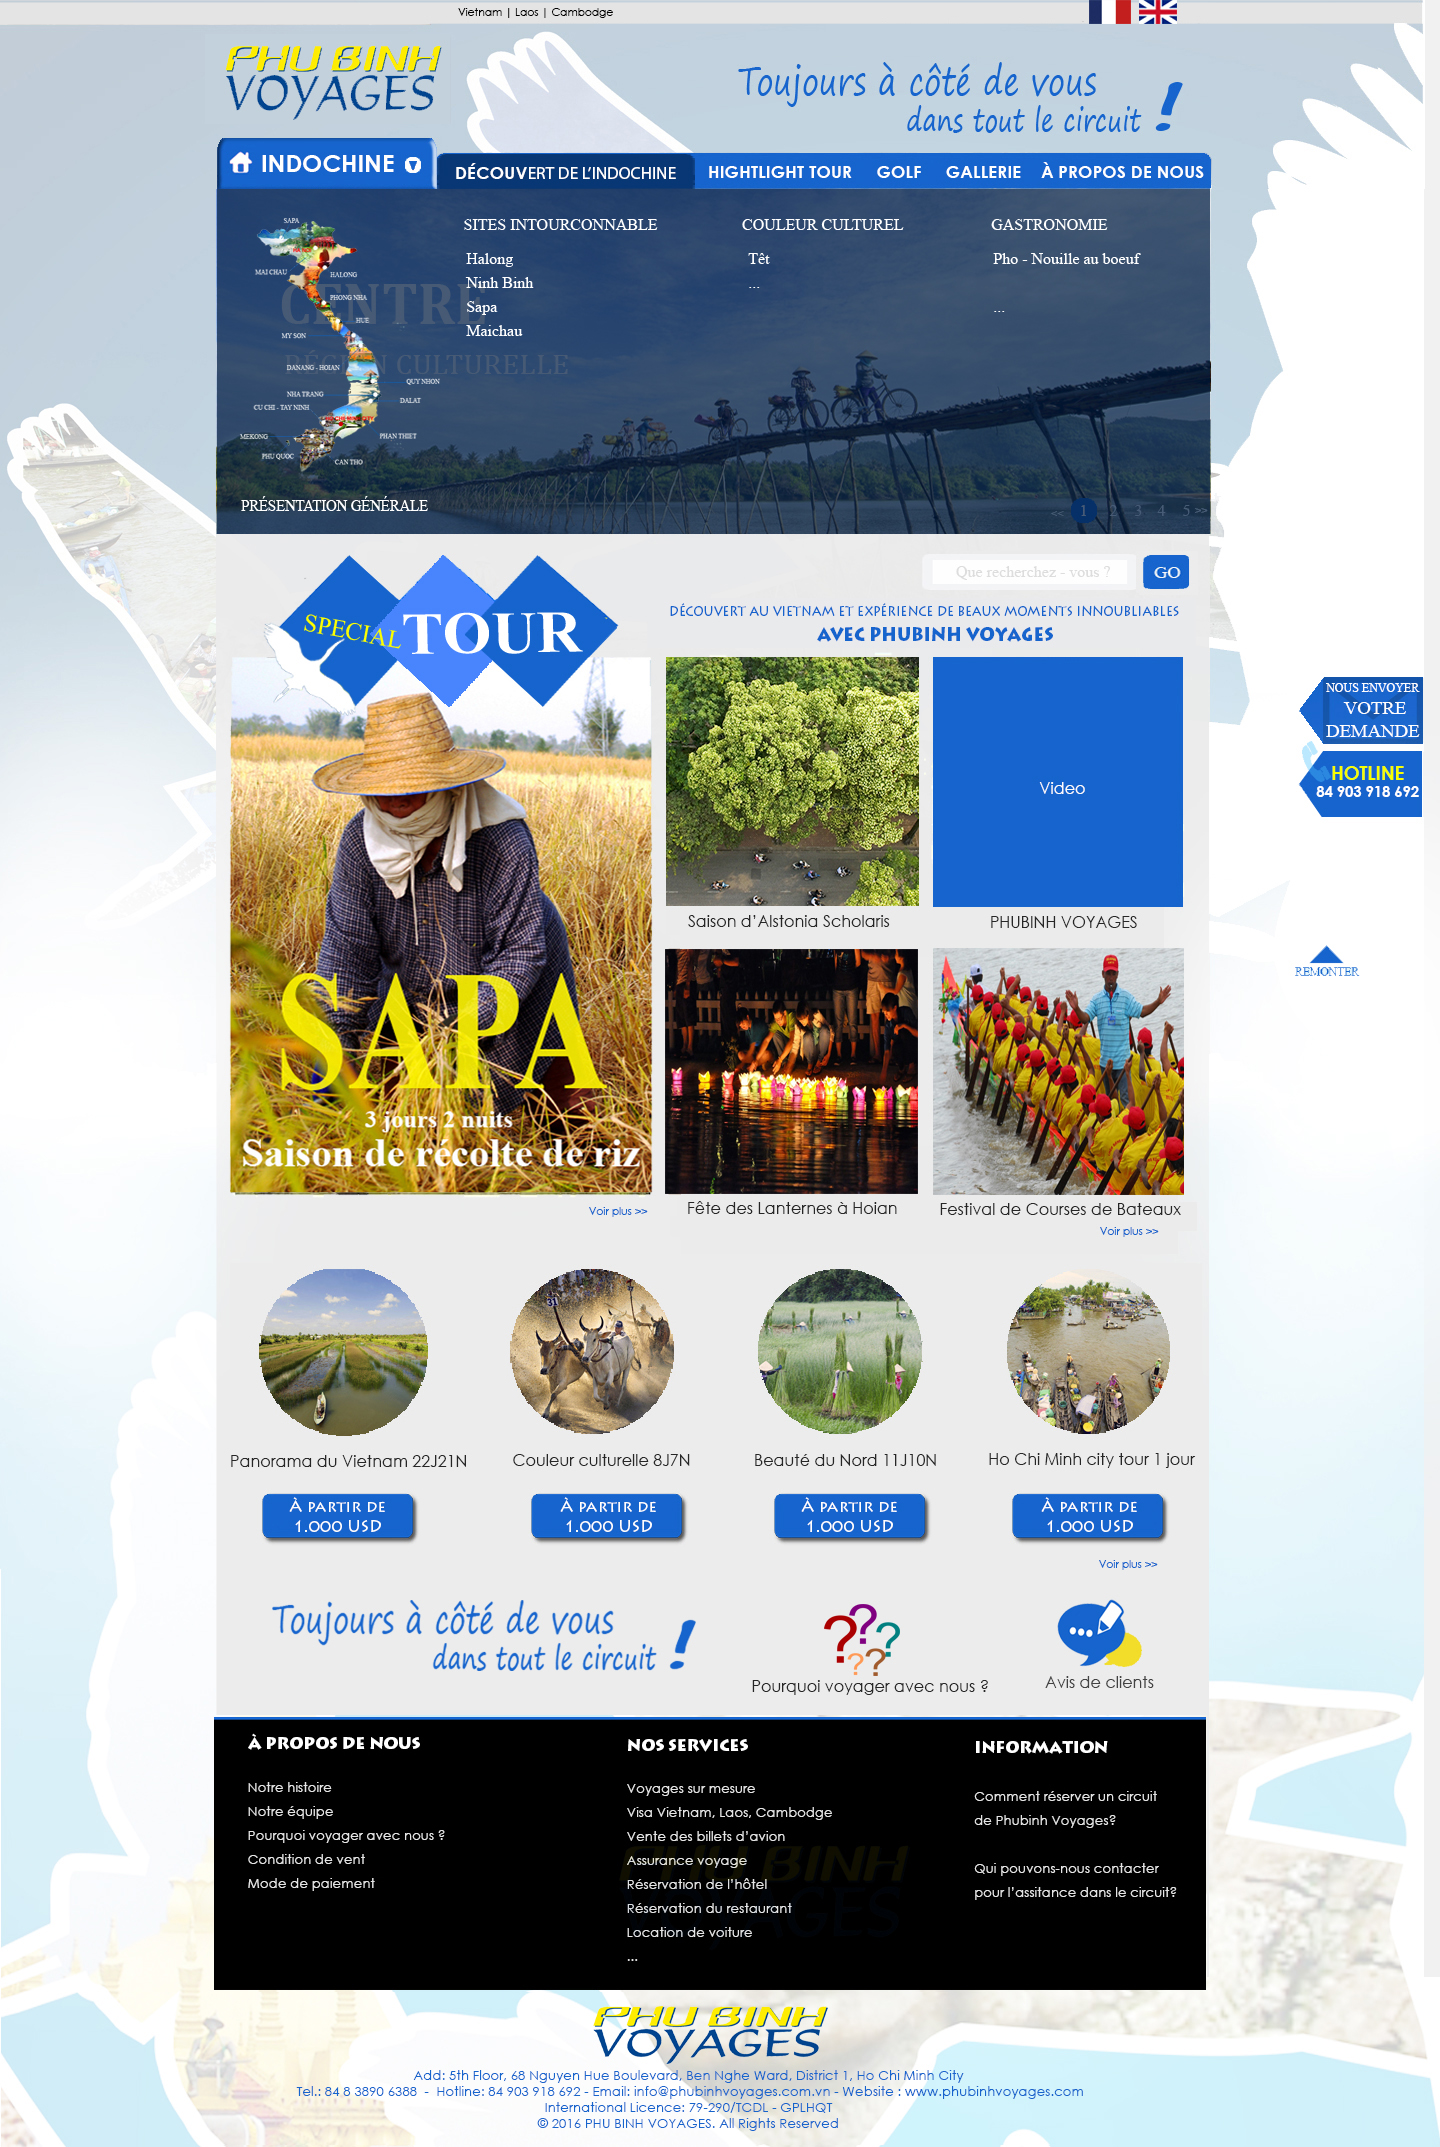 Vietnam | Laos | Cambodge
PHU BINH
VOYAGES
Toujours à côté de vous
dans tout le circuit !
INDOCHINE
DÉCOUVERT DE L'INDOCHINE
HIGHTLIGHT TOUR
GOLF
GALLERIE
À PROPOS DE NOUS
SAPA
MAI CHAU
HALONG
PHONG NHA
HUE
MY SON
DANANG - HOIAN
QUY NHON
NHA TRANG
DALAT
CU CHI - TAY NINH
MEKONG
PHAN THIET
PHU QUOC
CAN THO
PRÉSENTATION GÉNÉRALE
CENTRE
RÉGION CULTURELLE
SITES INTOURCONNABLE
Halong
Ninh Binh
Sapa
Maichau
COULEUR CULTUREL
Têt
...
GASTRONOMIE
Pho - Nouille au boeuf
...
<< 1 2 3 4 5 >>
Que recherchez - vous ?
GO
SPECIAL TOUR
DÉCOUVERT AU VIETNAM ET EXPÉRIENCE DE BEAUX MOMENTS INNOUBLIABLES
AVEC PHUBINH VOYAGES
SAPA
3 jours 2 nuits
Saison de récolte de riz
Voir plus >>
Saison d'Alstonia Scholaris
Video
PHUBINH VOYAGES
Fête des Lanternes à Hoian
Festival de Courses de Bateaux
Voir plus >>
NOUS ENVOYER
VOTRE
DEMANDE
HOTLINE
84 903 918 692
REMONTER
31
Panorama du Vietnam 22J21N
Couleur culturelle 8J7N
Beauté du Nord 11J10N
Ho Chi Minh city tour 1 jour
À PARTIR DE
1.000 USD
À PARTIR DE
1.000 USD
À PARTIR DE
1.000 USD
À PARTIR DE
1.000 USD
Voir plus >>
Toujours à côté de vous
dans tout le circuit !
?????
Pourquoi voyager avec nous ?
Avis de clients
À PROPOS DE NOUS
Notre histoire
Notre équipe
Pourquoi voyager avec nous ?
Condition de vent
Mode de paiement
NOS SERVICES
Voyages sur mesure
Visa Vietnam, Laos, Cambodge
Vente des billets d'avion
Assurance voyage
Réservation de l'hôtel
Réservation du restaurant
Location de voiture
...
INFORMATION
Comment réserver un circuit
de Phubinh Voyages?
Qui pouvons-nous contacter
pour l'assitance dans le circuit?
PHU BINH
VOYAGES
Add: 5th Floor, 68 Nguyen Hue Boulevard, Ben Nghe Ward, District 1, Ho Chi Minh City
Tel.: 84 8 3890 6388 - Hotline: 84 903 918 692 - Email: info@phubinhvoyages.com.vn - Website : www.phubinhvoyages.com
International Licence: 79-290/TCDL - GPLHQT
© 2016 PHU BINH VOYAGES. All Rights Reserved